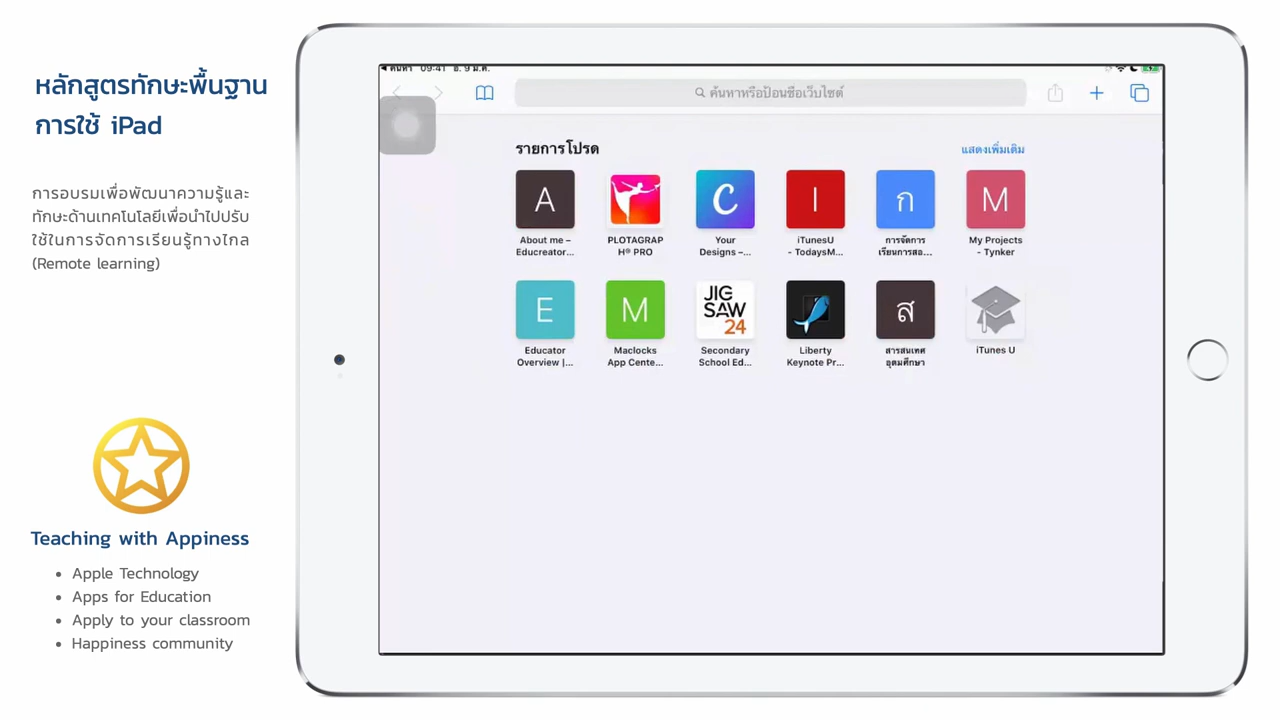 หลักสูตรทักษะพื้นฐาน
การใช้ iPad
การอบรมเพื่อพัฒนาความรู้และ
ทักษะด้านเทคโนโลยีเพื่อนำไปปรับ
ใช้ในการจัดการเรียนรู้ทางไกล
(Remote learning)
Teaching with Appiness
• Apple Technology
• Apps for Education
• Apply to your classroom
• Happiness community
ค้นหา 09:41 อ. 9 ม.ค.
ค้นหาหรือป้อนชื่อเว็บไซต์
รายการโปรด แสดงเพิ่มเติม
A C I ก M
About me – PLOTAGRAP Your iTunesU การจัดการ My Projects
Educreator... H® PRO Designs –... - TodaysM... เรียนการสอ... - Tynker
E M JIG SAW 24 ส
Educator Maclocks Secondary Liberty สารสนเทศ iTunes U
Overview |... App Cente... School Ed... Keynote Pr... อุดมศึกษา